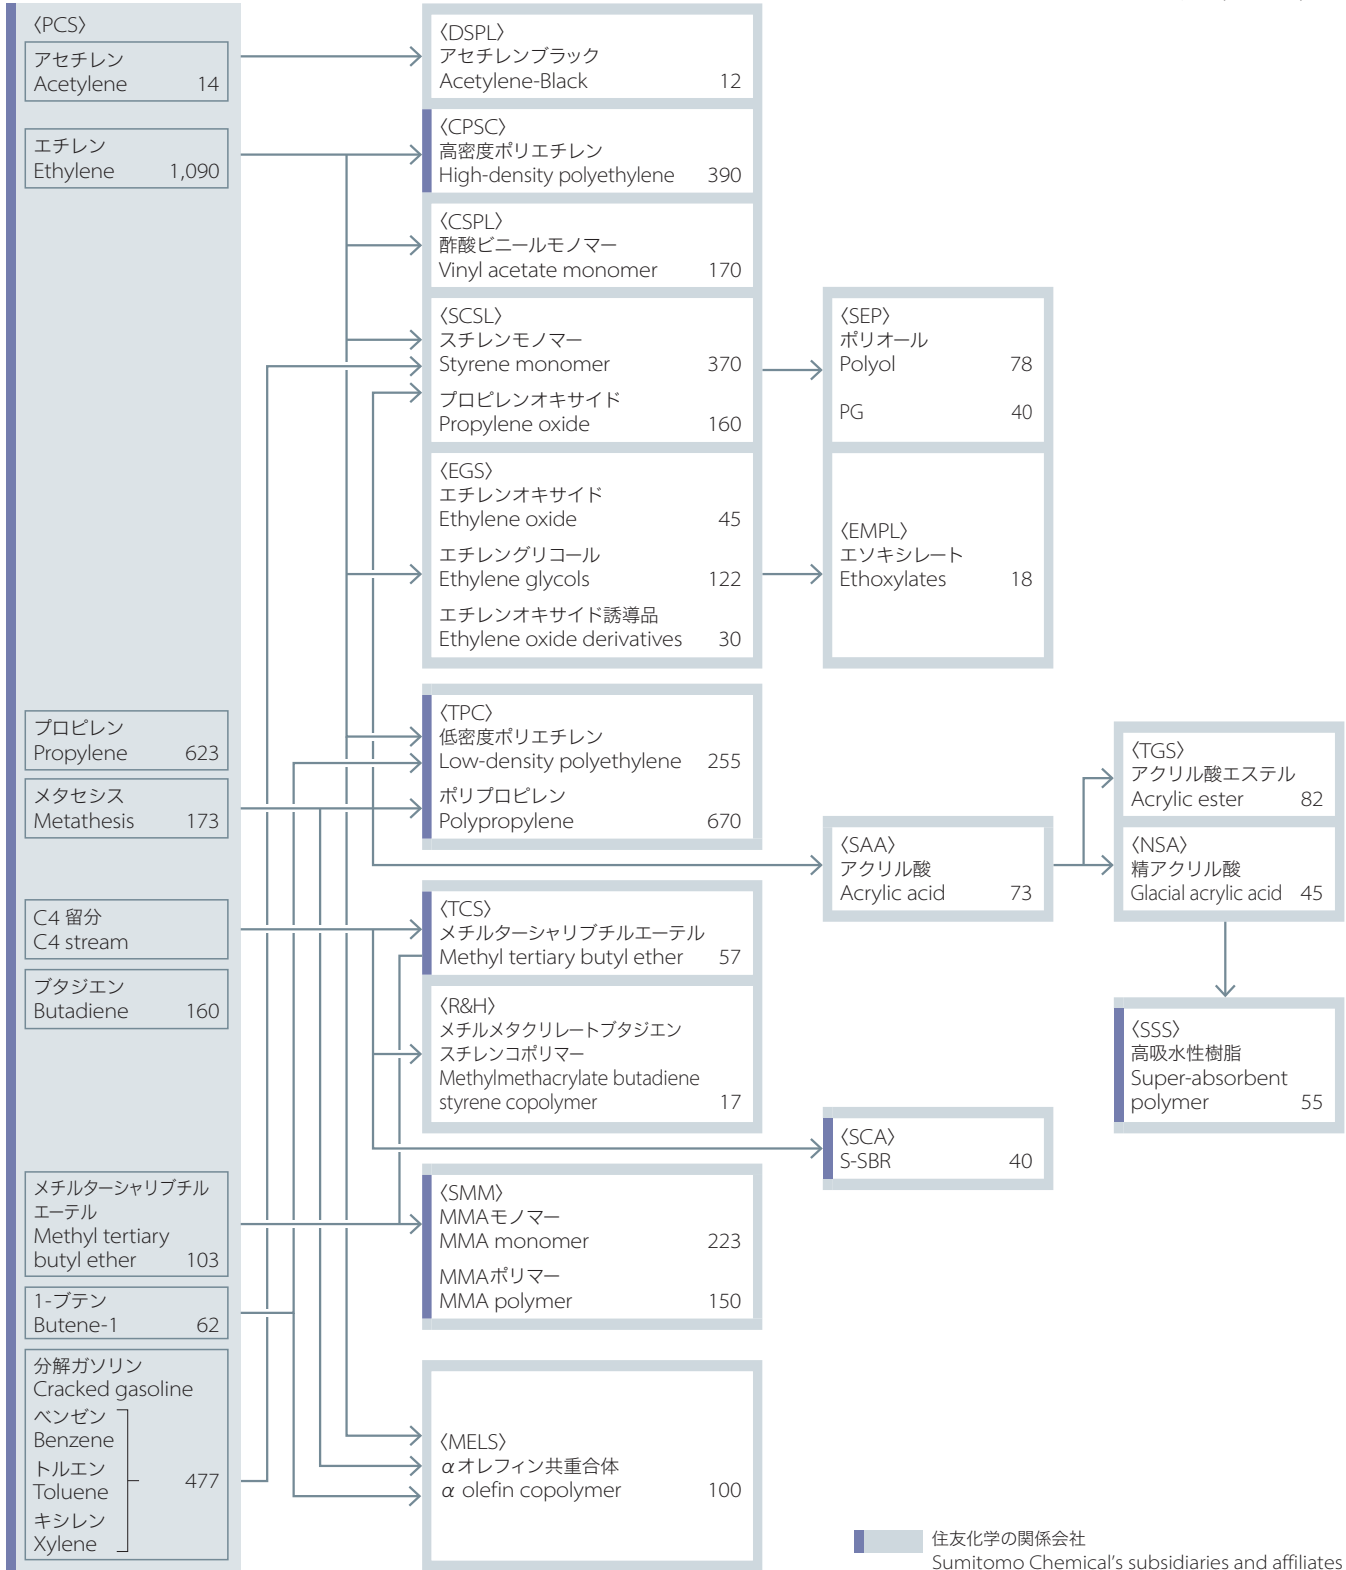 〈PCS〉
アセチレン
Acetylene 14
エチレン
Ethylene 1,090
プロピレン
Propylene 623
メタセシス
Metathesis 173
C4 留分
C4 stream
ブタジエン
Butadiene 160
メチルターシャリブチル
エーテル
Methyl tertiary
butyl ether 103
1-ブテン
Butene-1 62
分解ガソリン
Cracked gasoline
ベンゼン
Benzene
トルエン
Toluene
キシレン
Xylene
477
〈DSPL〉
アセチレンブラック
Acetylene-Black 12
〈CPSC〉
高密度ポリエチレン
High-density polyethylene 390
〈CSPL〉
酢酸ビニールモノマー
Vinyl acetate monomer 170
〈SCSL〉
スチレンモノマー
Styrene monomer 370
プロピレンオキサイド
Propylene oxide 160
〈EGS〉
エチレンオキサイド
Ethylene oxide 45
エチレングリコール
Ethylene glycols 122
エチレンオキサイド誘導品
Ethylene oxide derivatives 30
〈TPC〉
低密度ポリエチレン
Low-density polyethylene 255
ポリプロピレン
Polypropylene 670
〈TCS〉
メチルターシャリブチルエーテル
Methyl tertiary butyl ether 57
〈R&H〉
メチルメタクリレートブタジエン
スチレンコポリマー
Methylmethacrylate butadiene
styrene copolymer 17
〈SMM〉
MMAモノマー
MMA monomer 223
MMAポリマー
MMA polymer 150
〈MELS〉
αオレフィン共重合体
α olefin copolymer 100
〈SEP〉
ポリオール
Polyol 78
PG 40
〈EMPL〉
エソキシレート
Ethoxylates 18
〈SAA〉
アクリル酸
Acrylic acid 73
〈SCA〉
S-SBR 40
〈TGS〉
アクリル酸エステル
Acrylic ester 82
〈NSA〉
精アクリル酸
Glacial acrylic acid 45
〈SSS〉
高吸水性樹脂
Super-absorbent
polymer 55
住友化学の関係会社
Sumitomo Chemical's subsidiaries and affiliates